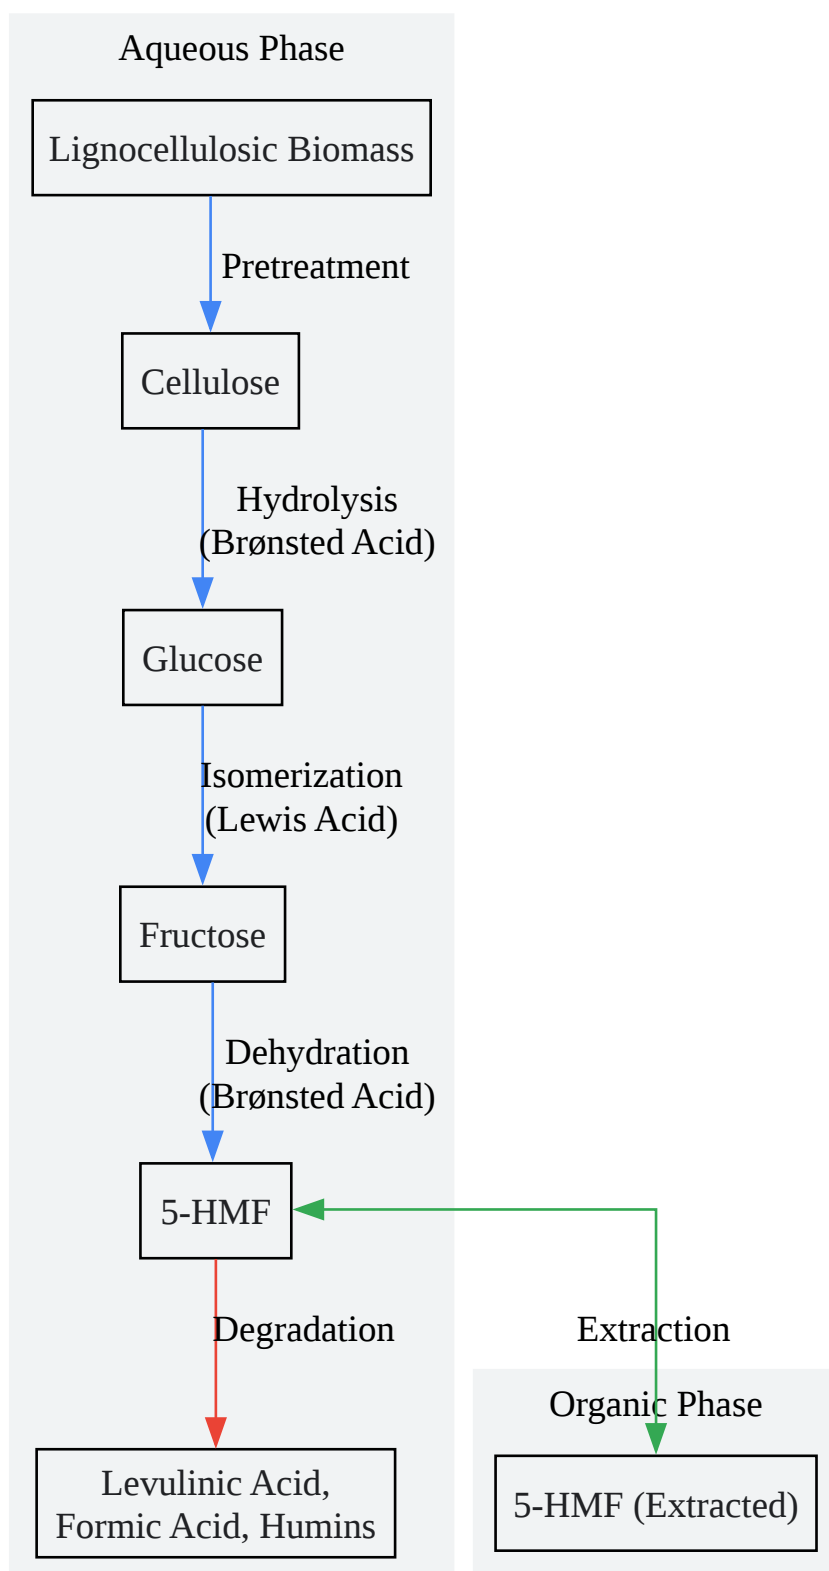 Aqueous Phase
Lignocellulosic Biomass
Pretreatment
Cellulose
Hydrolysis
(Brønsted Acid)
Glucose
Isomerization
(Lewis Acid)
Fructose
Dehydration
(Brønsted Acid)
5-HMF
Degradation
Extraction
Organic Phase
Levulinic Acid,
Formic Acid, Humins
5-HMF (Extracted)